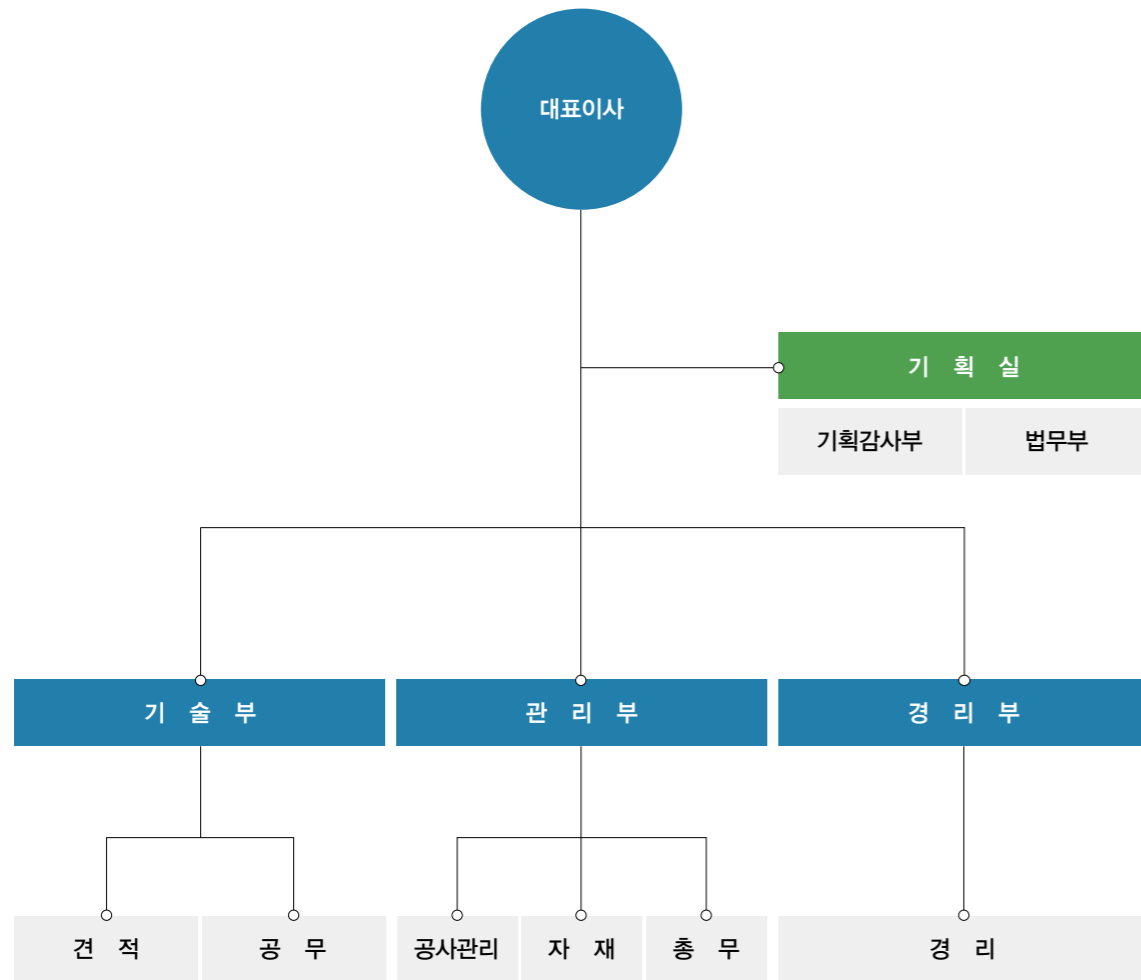 대표이사
기 획 실
기획감사부 법무부
기 술 부 관 리 부 경 리 부
견 적 공 무 공사관리 자 재 총 무 경 리